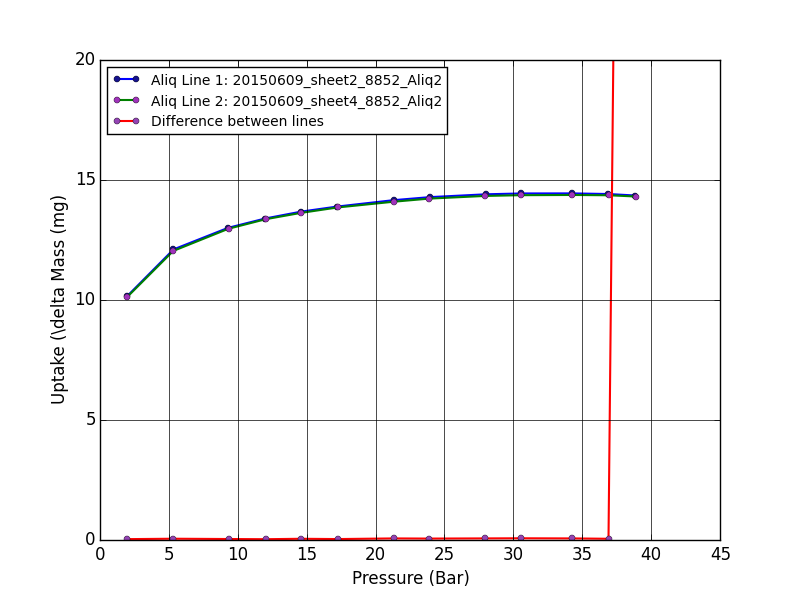 20
15
10
5
0
Uptake (\delta Mass (mg)
Aliq Line 1: 20150609_sheet2_8852_Aliq2
Aliq Line 2: 20150609_sheet4_8852_Aliq2
Difference between lines
0 5 10 15 20 25 30 35 40 45
Pressure (Bar)